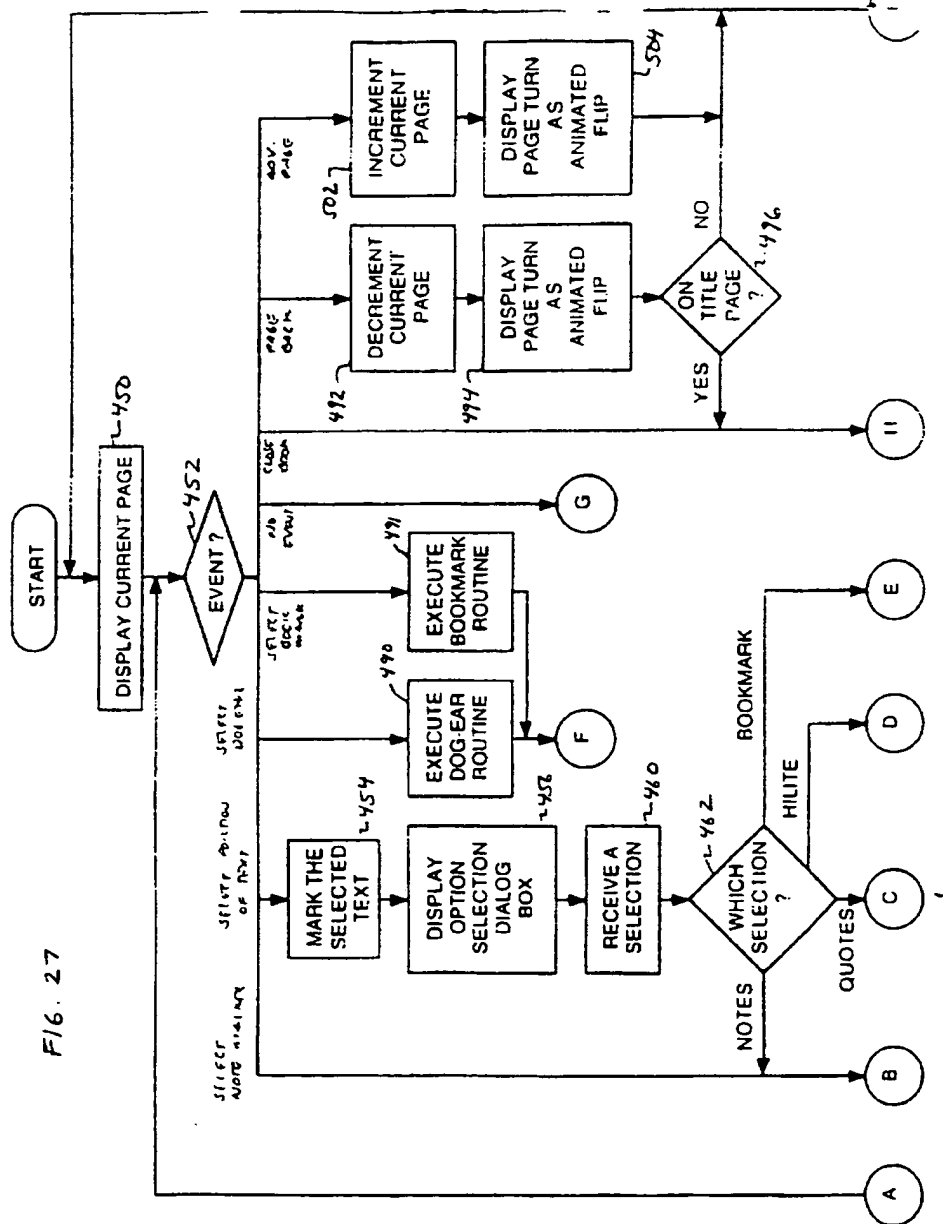 FIG. 27
START
DISPLAY CURRENT PAGE
450
EVENT?
452
NOTE
OF TEXT
SELECT
BOOK
MARK
NO
EVENT
CLOSE
BOOK
PAGE
BACK
ADV.
PAGE
MARK THE
SELECTED
TEXT
454
DISPLAY
OPTION
SELECTION
DIALOG
BOX
456
RECEIVE A
SELECTION
460
WHICH
SELECTION
?
462
NOTES
QUOTES
HILITE
BOOKMARK
490
EXECUTE
DOG-EAR
ROUTINE
491
EXECUTE
BOOKMARK
ROUTINE
492
DECREMENT
CURRENT
PAGE
494
DISPLAY
PAGE TURN
AS
ANIMATED
FLIP
ON
TITLE
PAGE
?
496
YES
NO
502
INCREMENT
CURRENT
PAGE
DISPLAY
PAGE TURN
AS
ANIMATED
FLIP
504
A
B
C
D
E
F
G
H
I